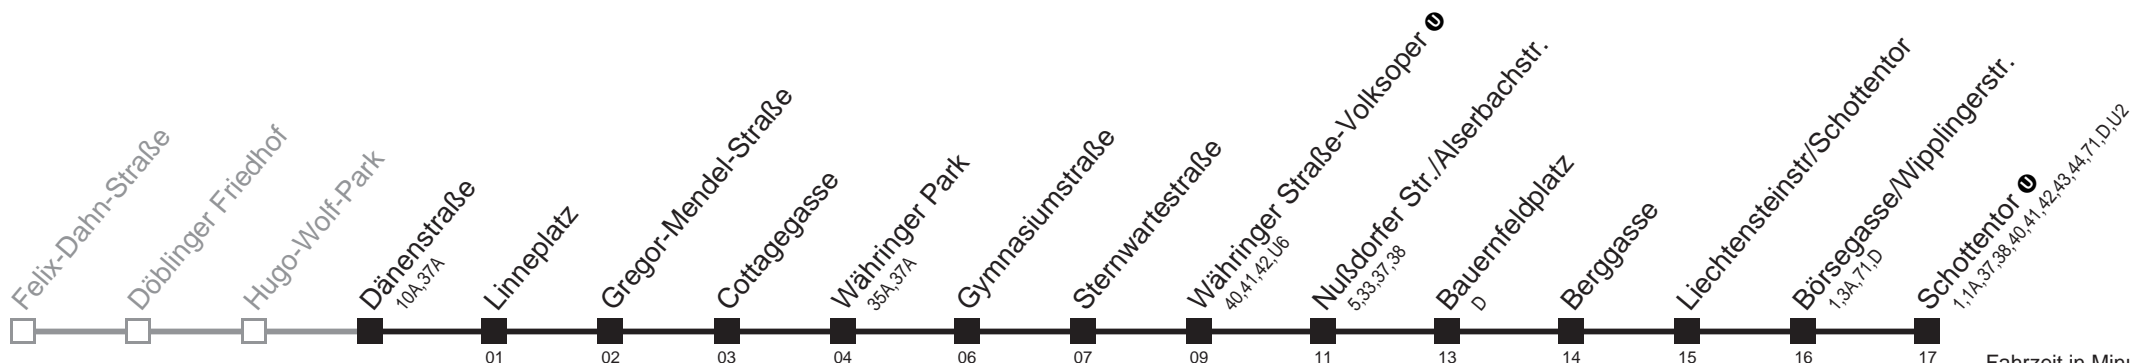 Felix-Dahn-Straße
Döblinger Friedhof
Hugo-Wolf-Park
Dänenstraße
10A,37A
Linneplatz
Gregor-Mendel-Straße
Cottagegasse
Währinger Park
35A,37A
Gymnasiumstraße
Sternwartestraße
Währinger Straße-Volksoper U
40,41,42,U6
Nußdorfer Str./Alserbachstr.
5,33,37,38
Bauernfeldplatz
D
Berggasse
Liechtensteinstr/Schottentor
Börsegasse/Wipplingerstr.
1,3A,71,D
Schottentor U
1,1A,37,38,40,41,42,43,44,71,D,U2
01 02 03 04 06 07 09 11 13 14 15 16 17
Fahrzeit in